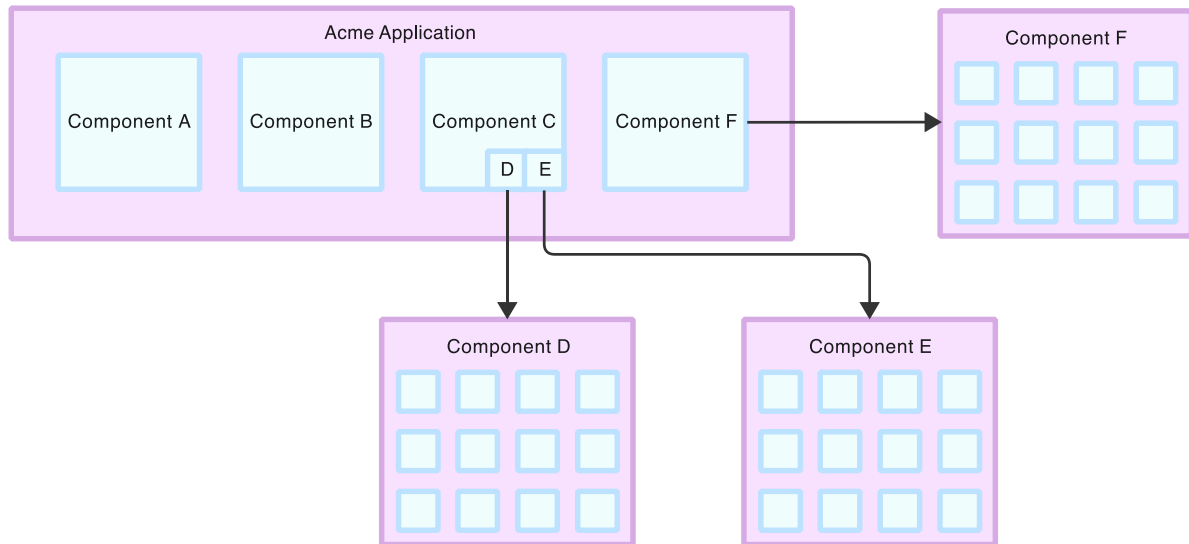 Acme Application
Component F
Component A
Component B
Component C
Component F
D
E
Component D
Component E